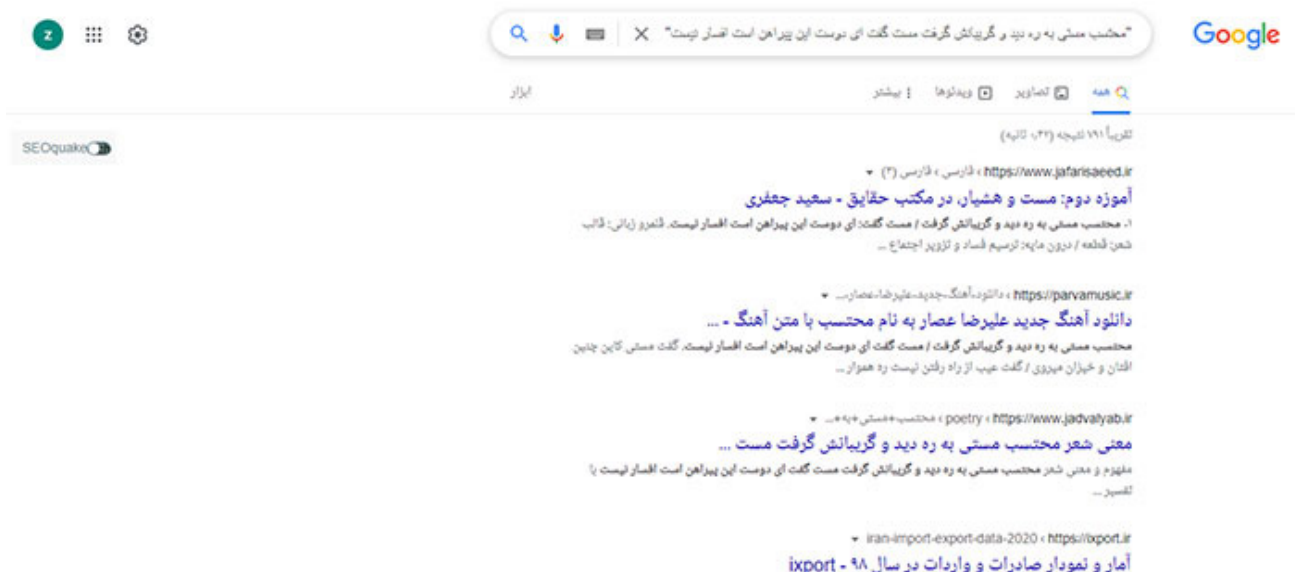 Google
"محتسب مستی به ره دید و گریبانش گرفت مست گفت ای دوست این پیراهن است افسار نیست"
z
همه تصاویر ویدئوها بیشتر ابزار
تقریباً ۷۹۱ نتیجه (۰٫۴۲ ثانیه)
SEOquake
https://www.jafarisaeed.ir › فارسی › فارسی (۳)
آموزه دوم: مست و هشیار، در مکتب حقایق - سعید جعفری
۱. محتسب مستی به ره دید و گریبانش گرفت / مست گفت: ای دوست این پیراهن است افسار نیست. قلمرو زبانی: قالب
شعر: قطعه / درون مایه: ترسیم فساد و تزویر اجتماع ...
https://parvamusic.ir › دانلود-آهنگ-جدید-علیرضا-عصار-...
دانلود آهنگ جدید علیرضا عصار به نام محتسب با متن آهنگ - ...
محتسب مستی به ره دید و گریبانش گرفت / مست گفت ای دوست این پیراهن است افسار نیست. گفت مستی کاین چنین
افتان و خیزان میروی / گفت عیب از راه رفتن نیست ره هموار ...
https://www.jadvalyab.ir › poetry › محتسب+مستی+به+...
معنی شعر محتسب مستی به ره دید و گریبانش گرفت مست ...
مفهوم و معنی شعر محتسب مستی به ره دید و گریبانش گرفت مست گفت ای دوست این پیراهن است افسار نیست با
تفسیر ...
https://ixport.ir › iran-import-export-data-2020
آمار و نمودار صادرات و واردات در سال ۹۸ - ixport